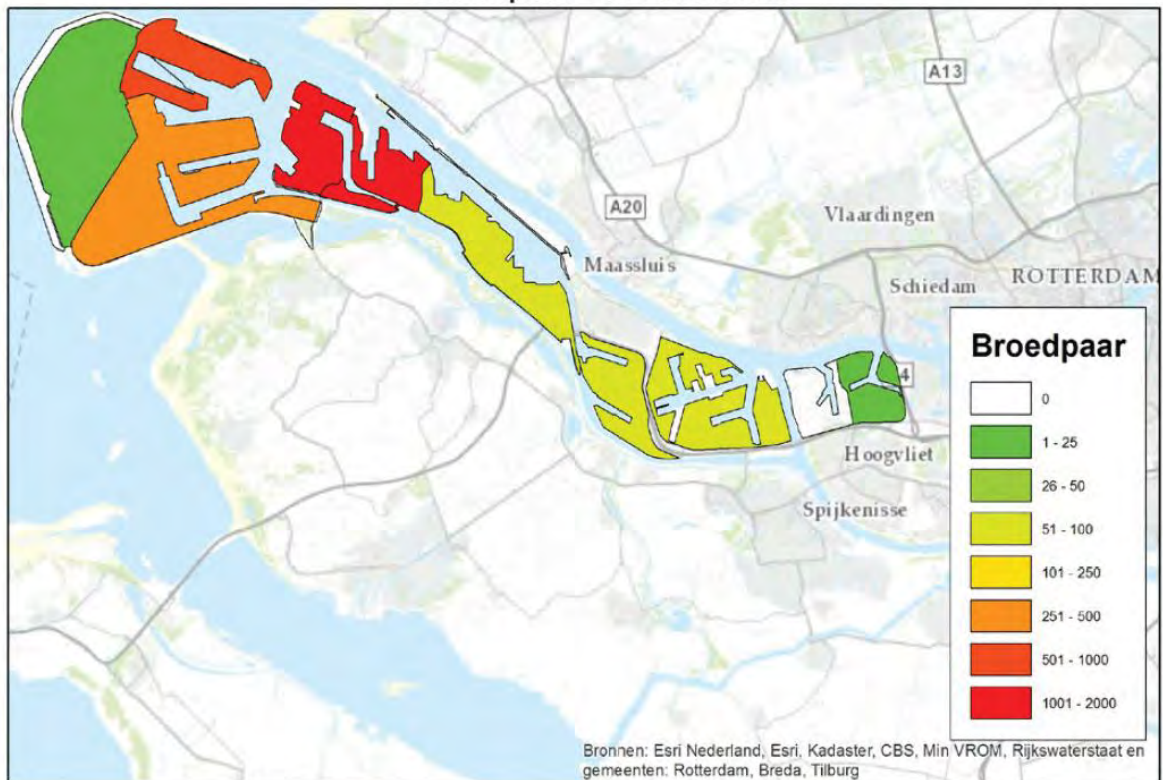 A13
A20
Vlaardingen
Maassluis
Schiedam
ROTTERDAM
4
Hoogvliet
Spijkenisse
Broedpaar
0
1 - 25
26 - 50
51 - 100
101 - 250
251 - 500
501 - 1000
1001 - 2000
Bronnen: Esri Nederland, Esri, Kadaster, CBS, Min VROM, Rijkswaterstaat en
gemeenten: Rotterdam, Breda, Tilburg